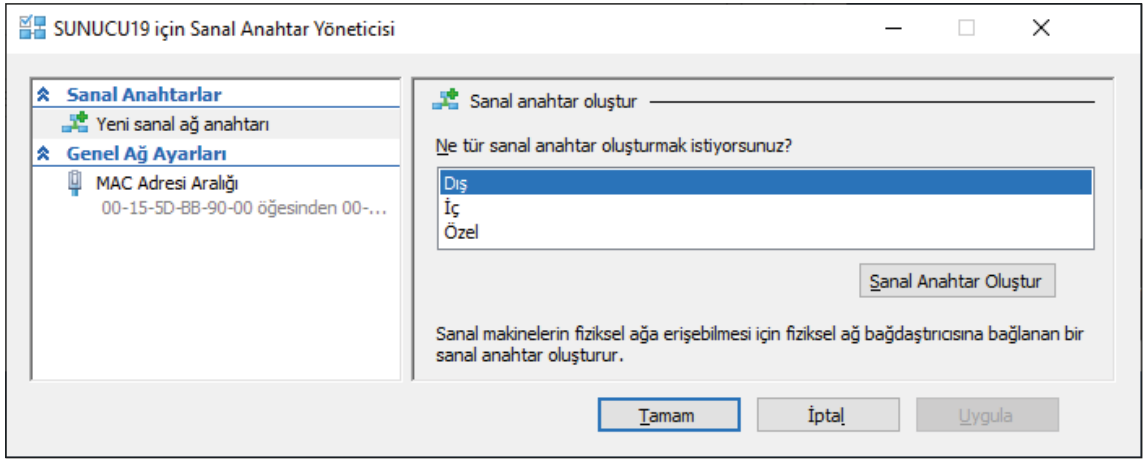 SUNUCU19 için Sanal Anahtar Yöneticisi
Sanal Anahtarlar
Yeni sanal ağ anahtarı
Genel Ağ Ayarları
MAC Adresi Aralığı
00-15-5D-BB-90-00 öğesinden 00-...
Sanal anahtar oluştur
Ne tür sanal anahtar oluşturmak istiyorsunuz?
Dış
İç
Özel
Sanal Anahtar Oluştur
Sanal makinelerin fiziksel ağa erişebilmesi için fiziksel ağ bağdaştırıcısına bağlanan bir
sanal anahtar oluşturur.
Tamam
İptal
Uygula